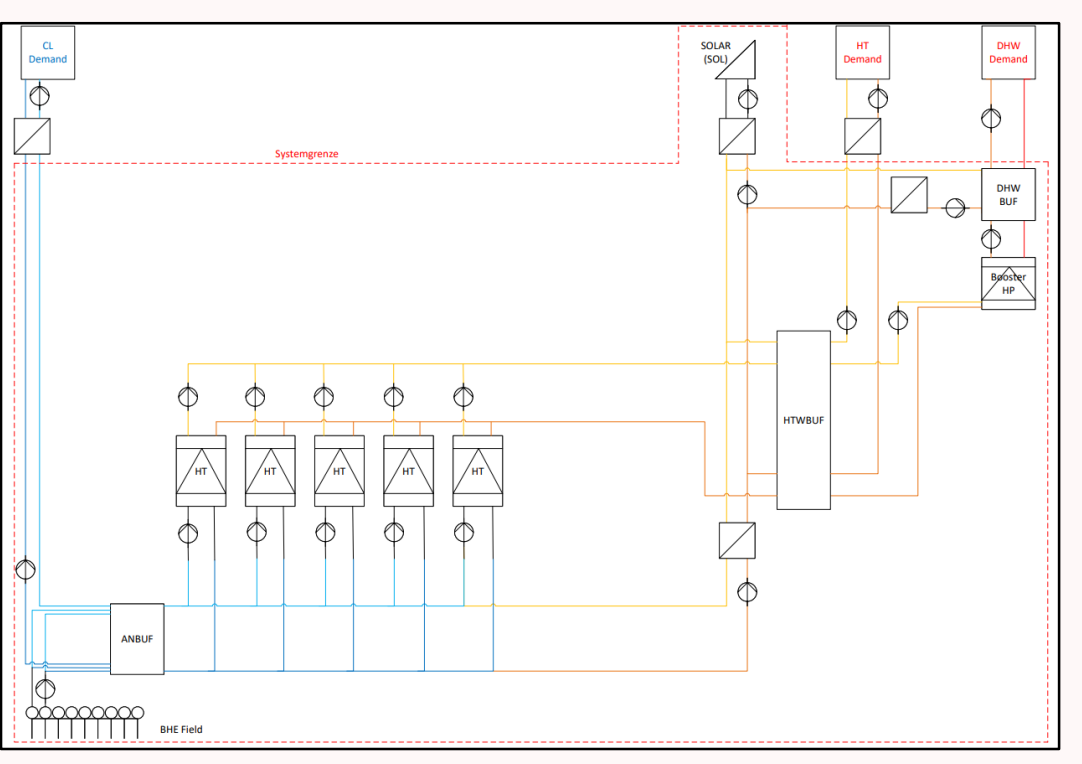 CL
Demand
SOLAR
(SOL)
HT
Demand
DHW
Demand
Systemgrenze
DHW
BUF
Booster
HP
HTWBUF
HT
HT
HT
HT
HT
ANBUF
BHE Field